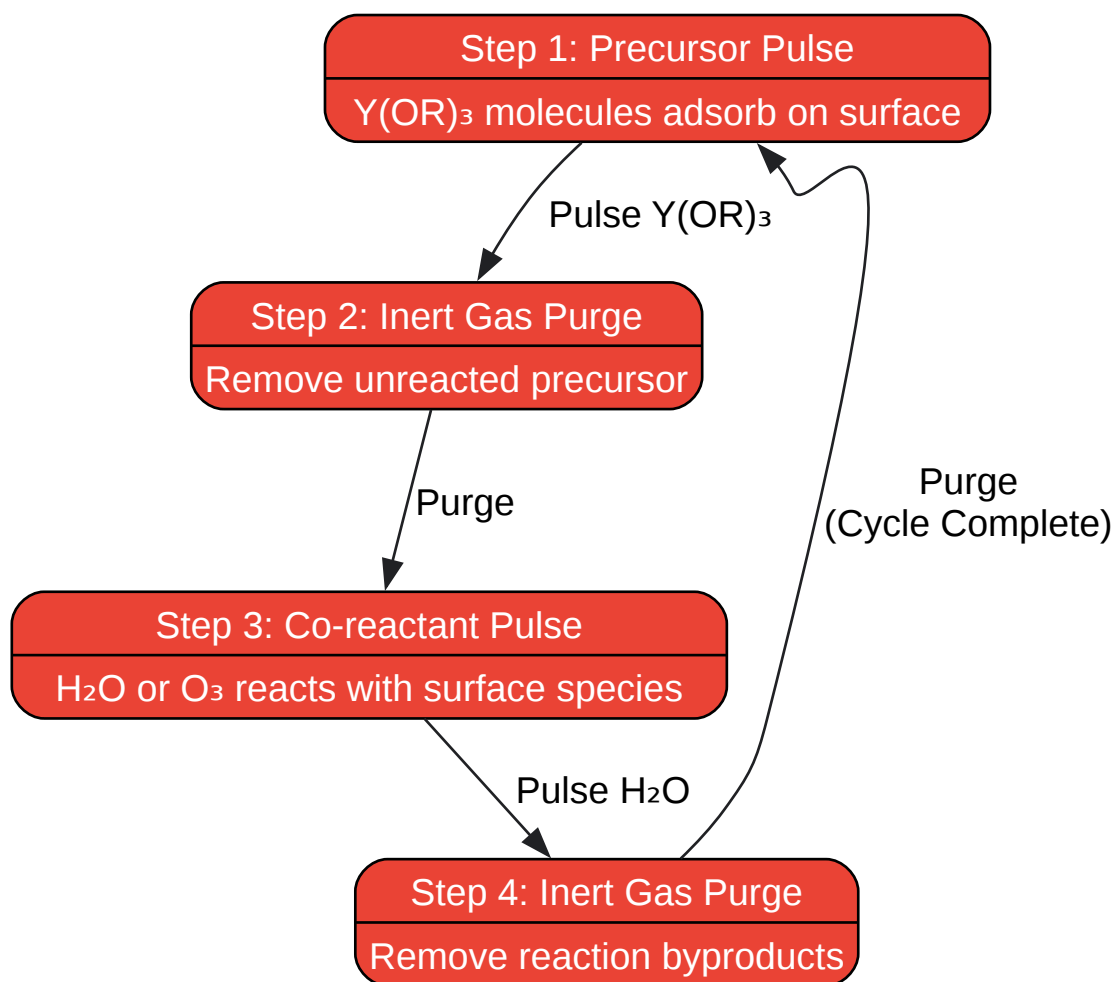 Step 1: Precursor Pulse
Y(OR)₃ molecules adsorb on surface
Pulse Y(OR)₃
Step 2: Inert Gas Purge
Remove unreacted precursor
Purge
(Cycle Complete)
Purge
Step 3: Co-reactant Pulse
H₂O or O₃ reacts with surface species
Pulse H₂O
Step 4: Inert Gas Purge
Remove reaction byproducts